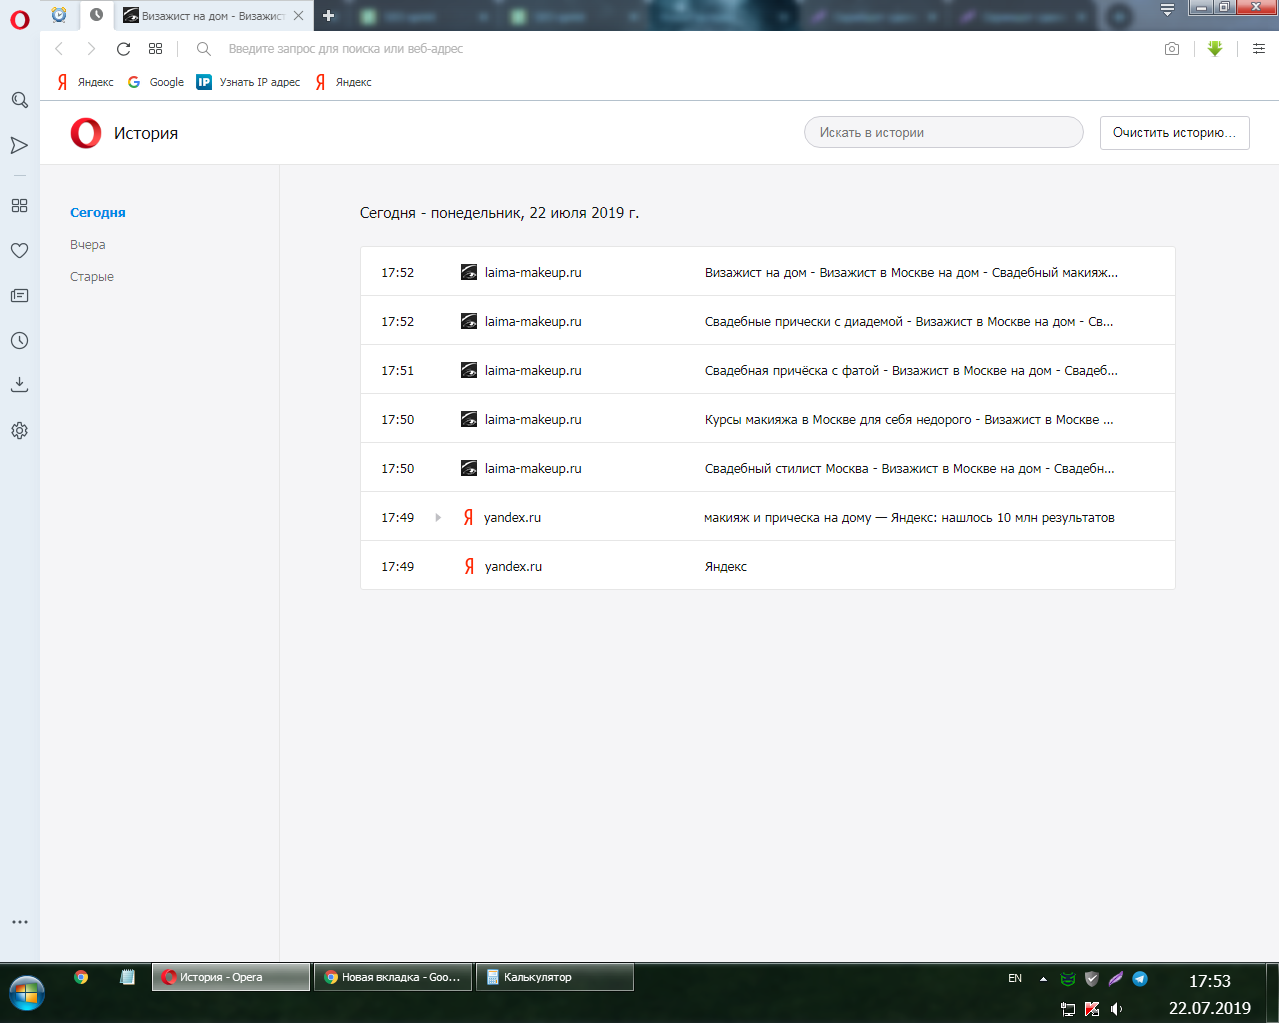 Визажист на дом - Визажист
Введите запрос для поиска или веб-адрес
Яндекс
Google
IP
Узнать IP адрес
Яндекс
История
Искать в истории
Очистить историю...
Сегодня
Вчера
Старые
Сегодня - понедельник, 22 июля 2019 г.
17:52 laima-makeup.ru Визажист на дом - Визажист в Москве на дом - Свадебный макияж...
17:52 laima-makeup.ru Свадебные прически с диадемой - Визажист в Москве на дом - Св...
17:51 laima-makeup.ru Свадебная причёска с фатой - Визажист в Москве на дом - Свадеб...
17:50 laima-makeup.ru Курсы макияжа в Москве для себя недорого - Визажист в Москве ...
17:50 laima-makeup.ru Свадебный стилист Москва - Визажист в Москве на дом - Свадебн...
17:49 yandex.ru макияж и прическа на дому — Яндекс: нашлось 10 млн результатов
17:49 yandex.ru Яндекс
История - Opera
Новая вкладка - Goo...
Калькулятор
EN
17:53
22.07.2019